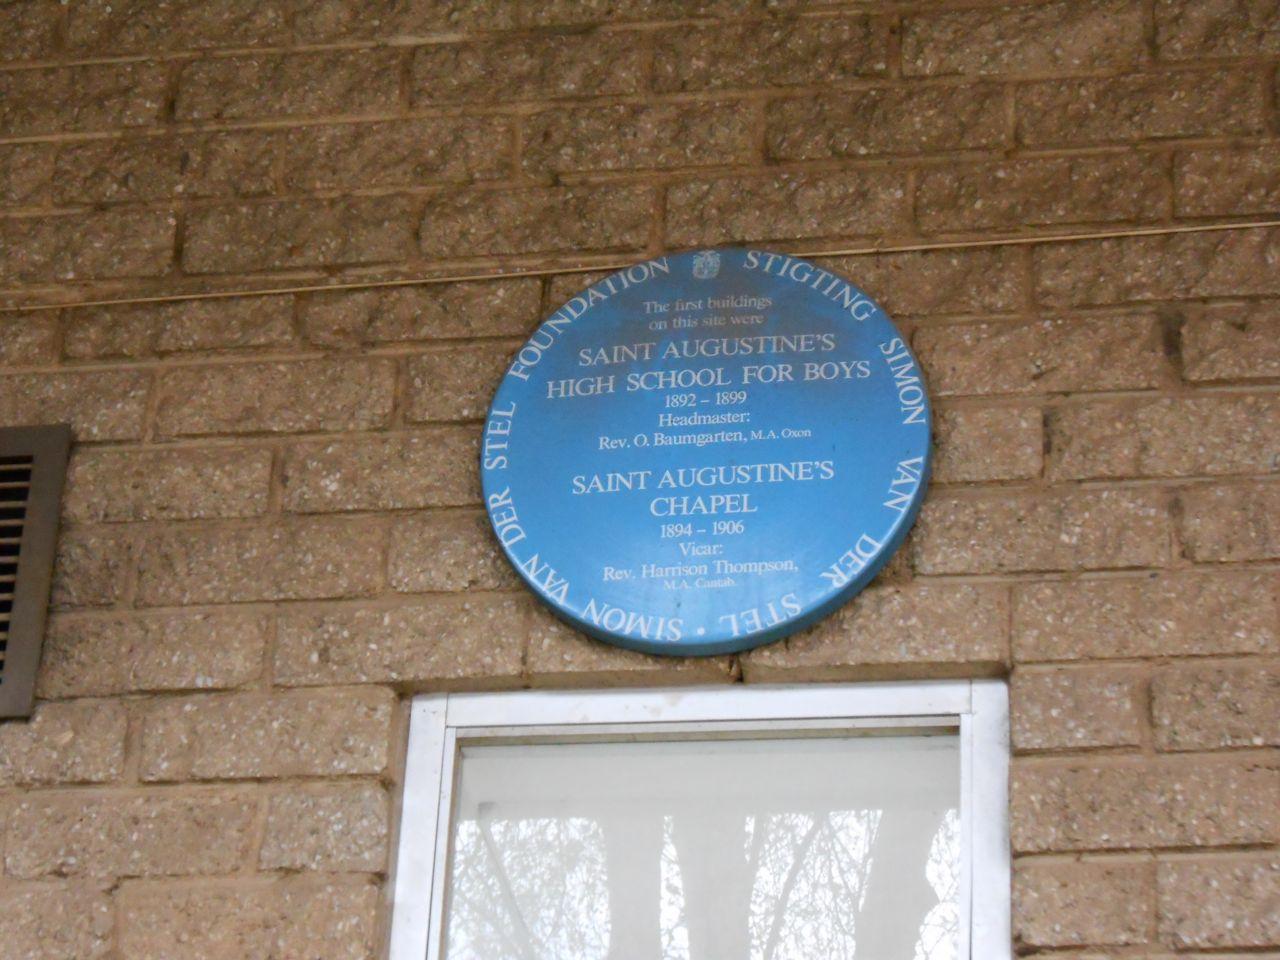 SIMON VAN DER STEL FOUNDATION
STIGTING SIMON VAN DER STEL •
The first buildings
on this site were
SAINT AUGUSTINE'S
HIGH SCHOOL FOR BOYS
1892 – 1899
Headmaster:
Rev. O. Baumgarten, M.A. Oxon
SAINT AUGUSTINE'S
CHAPEL
1894 – 1906
Vicar:
Rev. Harrison Thompson,
M.A. Cantab.